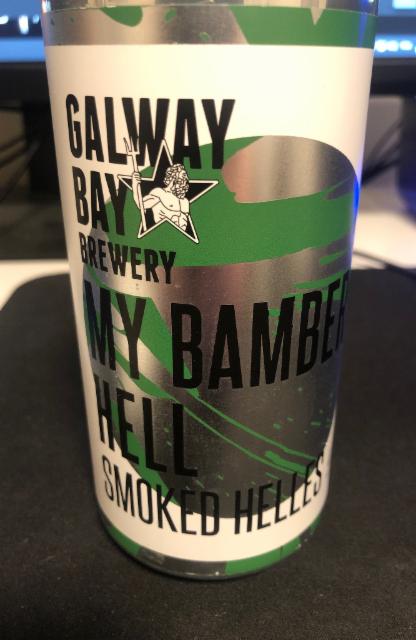 GALWAY
BAY
BREWERY
MY BAMBER
HELL
SMOKED HELLES